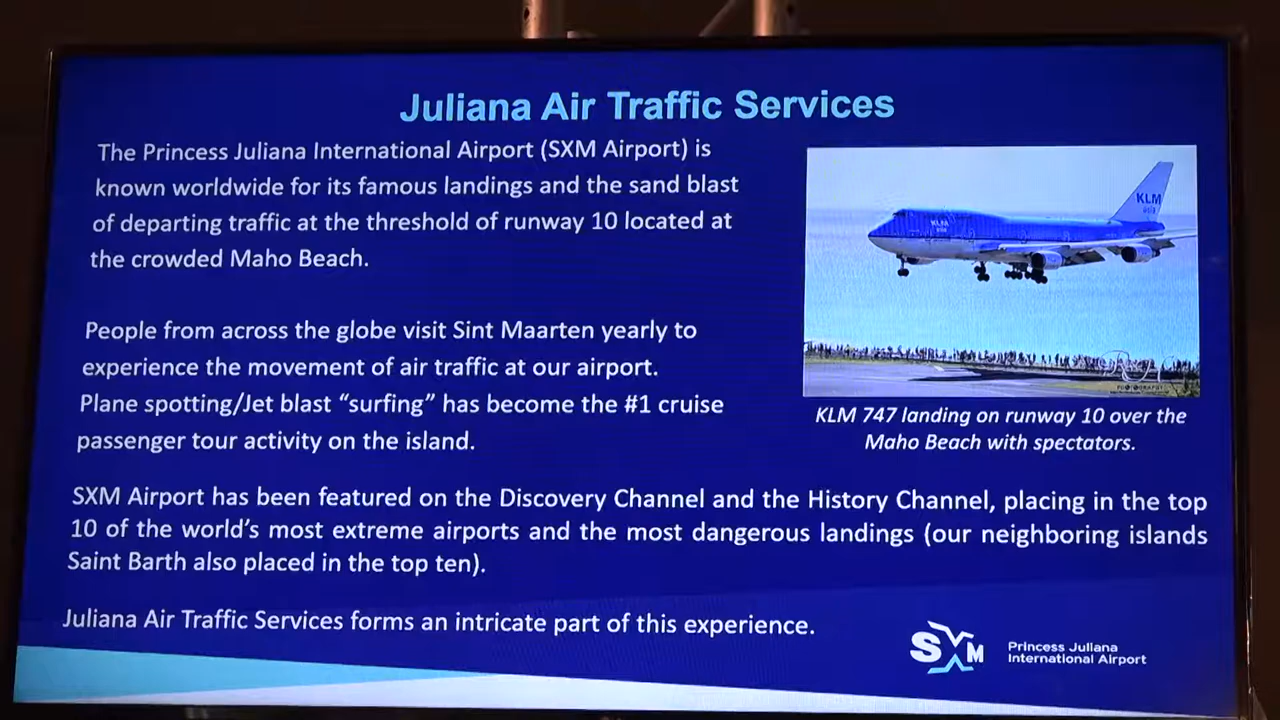 Juliana Air Traffic Services
The Princess Juliana International Airport (SXM Airport) is
known worldwide for its famous landings and the sand blast
of departing traffic at the threshold of runway 10 located at
the crowded Maho Beach.
People from across the globe visit Sint Maarten yearly to
experience the movement of air traffic at our airport.
Plane spotting/Jet blast “surfing” has become the #1 cruise
passenger tour activity on the island.
KLM
asia
KLM
asia
PHOTOGRAPHY
KLM 747 landing on runway 10 over the
Maho Beach with spectators.
SXM Airport has been featured on the Discovery Channel and the History Channel, placing in the top
10 of the world’s most extreme airports and the most dangerous landings (our neighboring islands
Saint Barth also placed in the top ten).
Juliana Air Traffic Services forms an intricate part of this experience.
SXM
Princess Juliana
International Airport